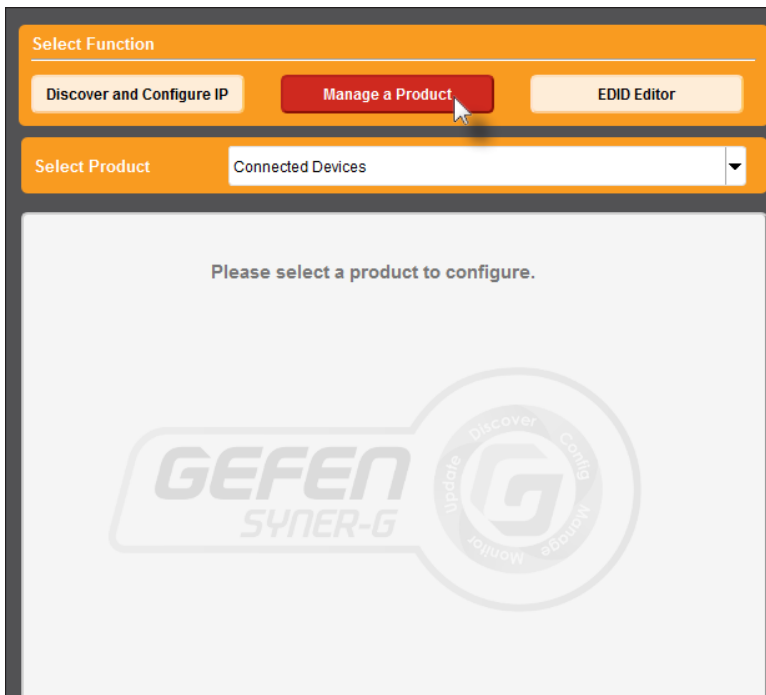 Select Function
Discover and Configure IP
Manage a Product
EDID Editor
Select Product
Connected Devices
Please select a product to configure.
GEFEN
SYNER-G
Discover
Config
Manage
Monitor
Update